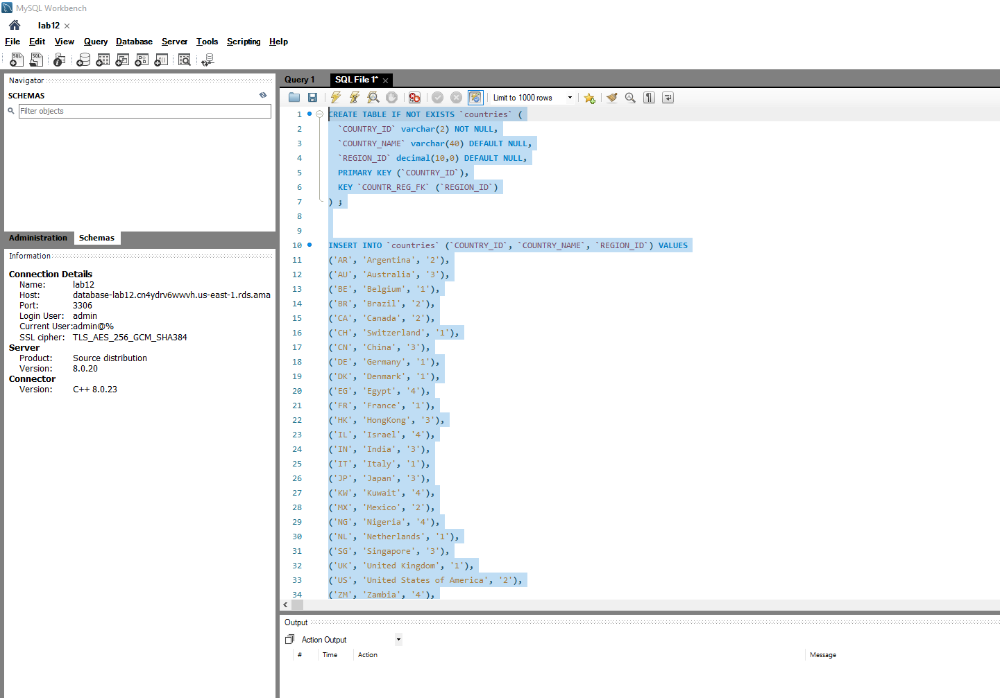 MySQL Workbench
lab12
File Edit View Query Database Server Tools Scripting Help
Navigator
SCHEMAS
Filter objects
Administration Schemas
Information
Connection Details
Name: lab12
Host: database-lab12.cn4ydrv6wwvh.us-east-1.rds.ama
Port: 3306
Login User: admin
Current User:admin@%
SSL cipher: TLS_AES_256_GCM_SHA384
Server
Product: Source distribution
Version: 8.0.20
Connector
Version: C++ 8.0.23
Query 1 SQL File 1*
Limit to 1000 rows
1 CREATE TABLE IF NOT EXISTS `countries` (
2 `COUNTRY_ID` varchar(2) NOT NULL,
3 `COUNTRY_NAME` varchar(40) DEFAULT NULL,
4 `REGION_ID` decimal(10,0) DEFAULT NULL,
5 PRIMARY KEY (`COUNTRY_ID`),
6 KEY `COUNTR_REG_FK` (`REGION_ID`)
7 ) ;
8
9
10 INSERT INTO `countries` (`COUNTRY_ID`, `COUNTRY_NAME`, `REGION_ID`) VALUES
11 ('AR', 'Argentina', '2'),
12 ('AU', 'Australia', '3'),
13 ('BE', 'Belgium', '1'),
14 ('BR', 'Brazil', '2'),
15 ('CA', 'Canada', '2'),
16 ('CH', 'Switzerland', '1'),
17 ('CN', 'China', '3'),
18 ('DE', 'Germany', '1'),
19 ('DK', 'Denmark', '1'),
20 ('EG', 'Egypt', '4'),
21 ('FR', 'France', '1'),
22 ('HK', 'HongKong', '3'),
23 ('IL', 'Israel', '4'),
24 ('IN', 'India', '3'),
25 ('IT', 'Italy', '1'),
26 ('JP', 'Japan', '3'),
27 ('KW', 'Kuwait', '4'),
28 ('MX', 'Mexico', '2'),
29 ('NG', 'Nigeria', '4'),
30 ('NL', 'Netherlands', '1'),
31 ('SG', 'Singapore', '3'),
32 ('UK', 'United Kingdom', '1'),
33 ('US', 'United States of America', '2'),
34 ('ZM', 'Zambia', '4'),
Output
Action Output
# Time Action Message